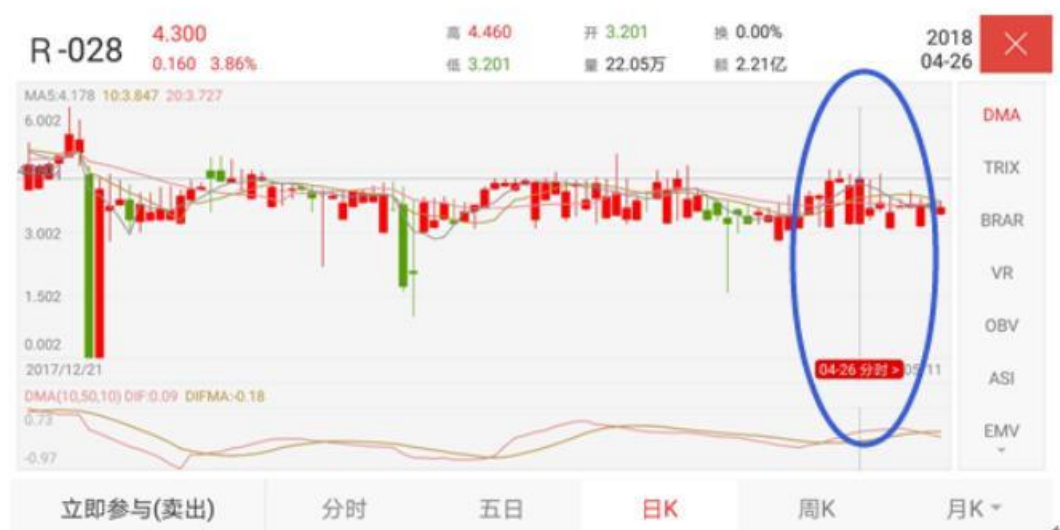 R-028
4.300
0.160 3.86%
高 4.460
低 3.201
开 3.201
量 22.05万
换 0.00%
额 2.21亿
2018
04-26
MA5:4.178 10:3.847 20:3.727
6.002
3.002
1.502
0.002
2017/12/21
04-26 分时 >
DMA(10,50,10) DIF:0.09 DIFMA:-0.18
0.73
-0.97
DMA
TRIX
BRAR
VR
OBV
ASI
EMV
立即参与(卖出) 分时 五日 日K 周K 月K